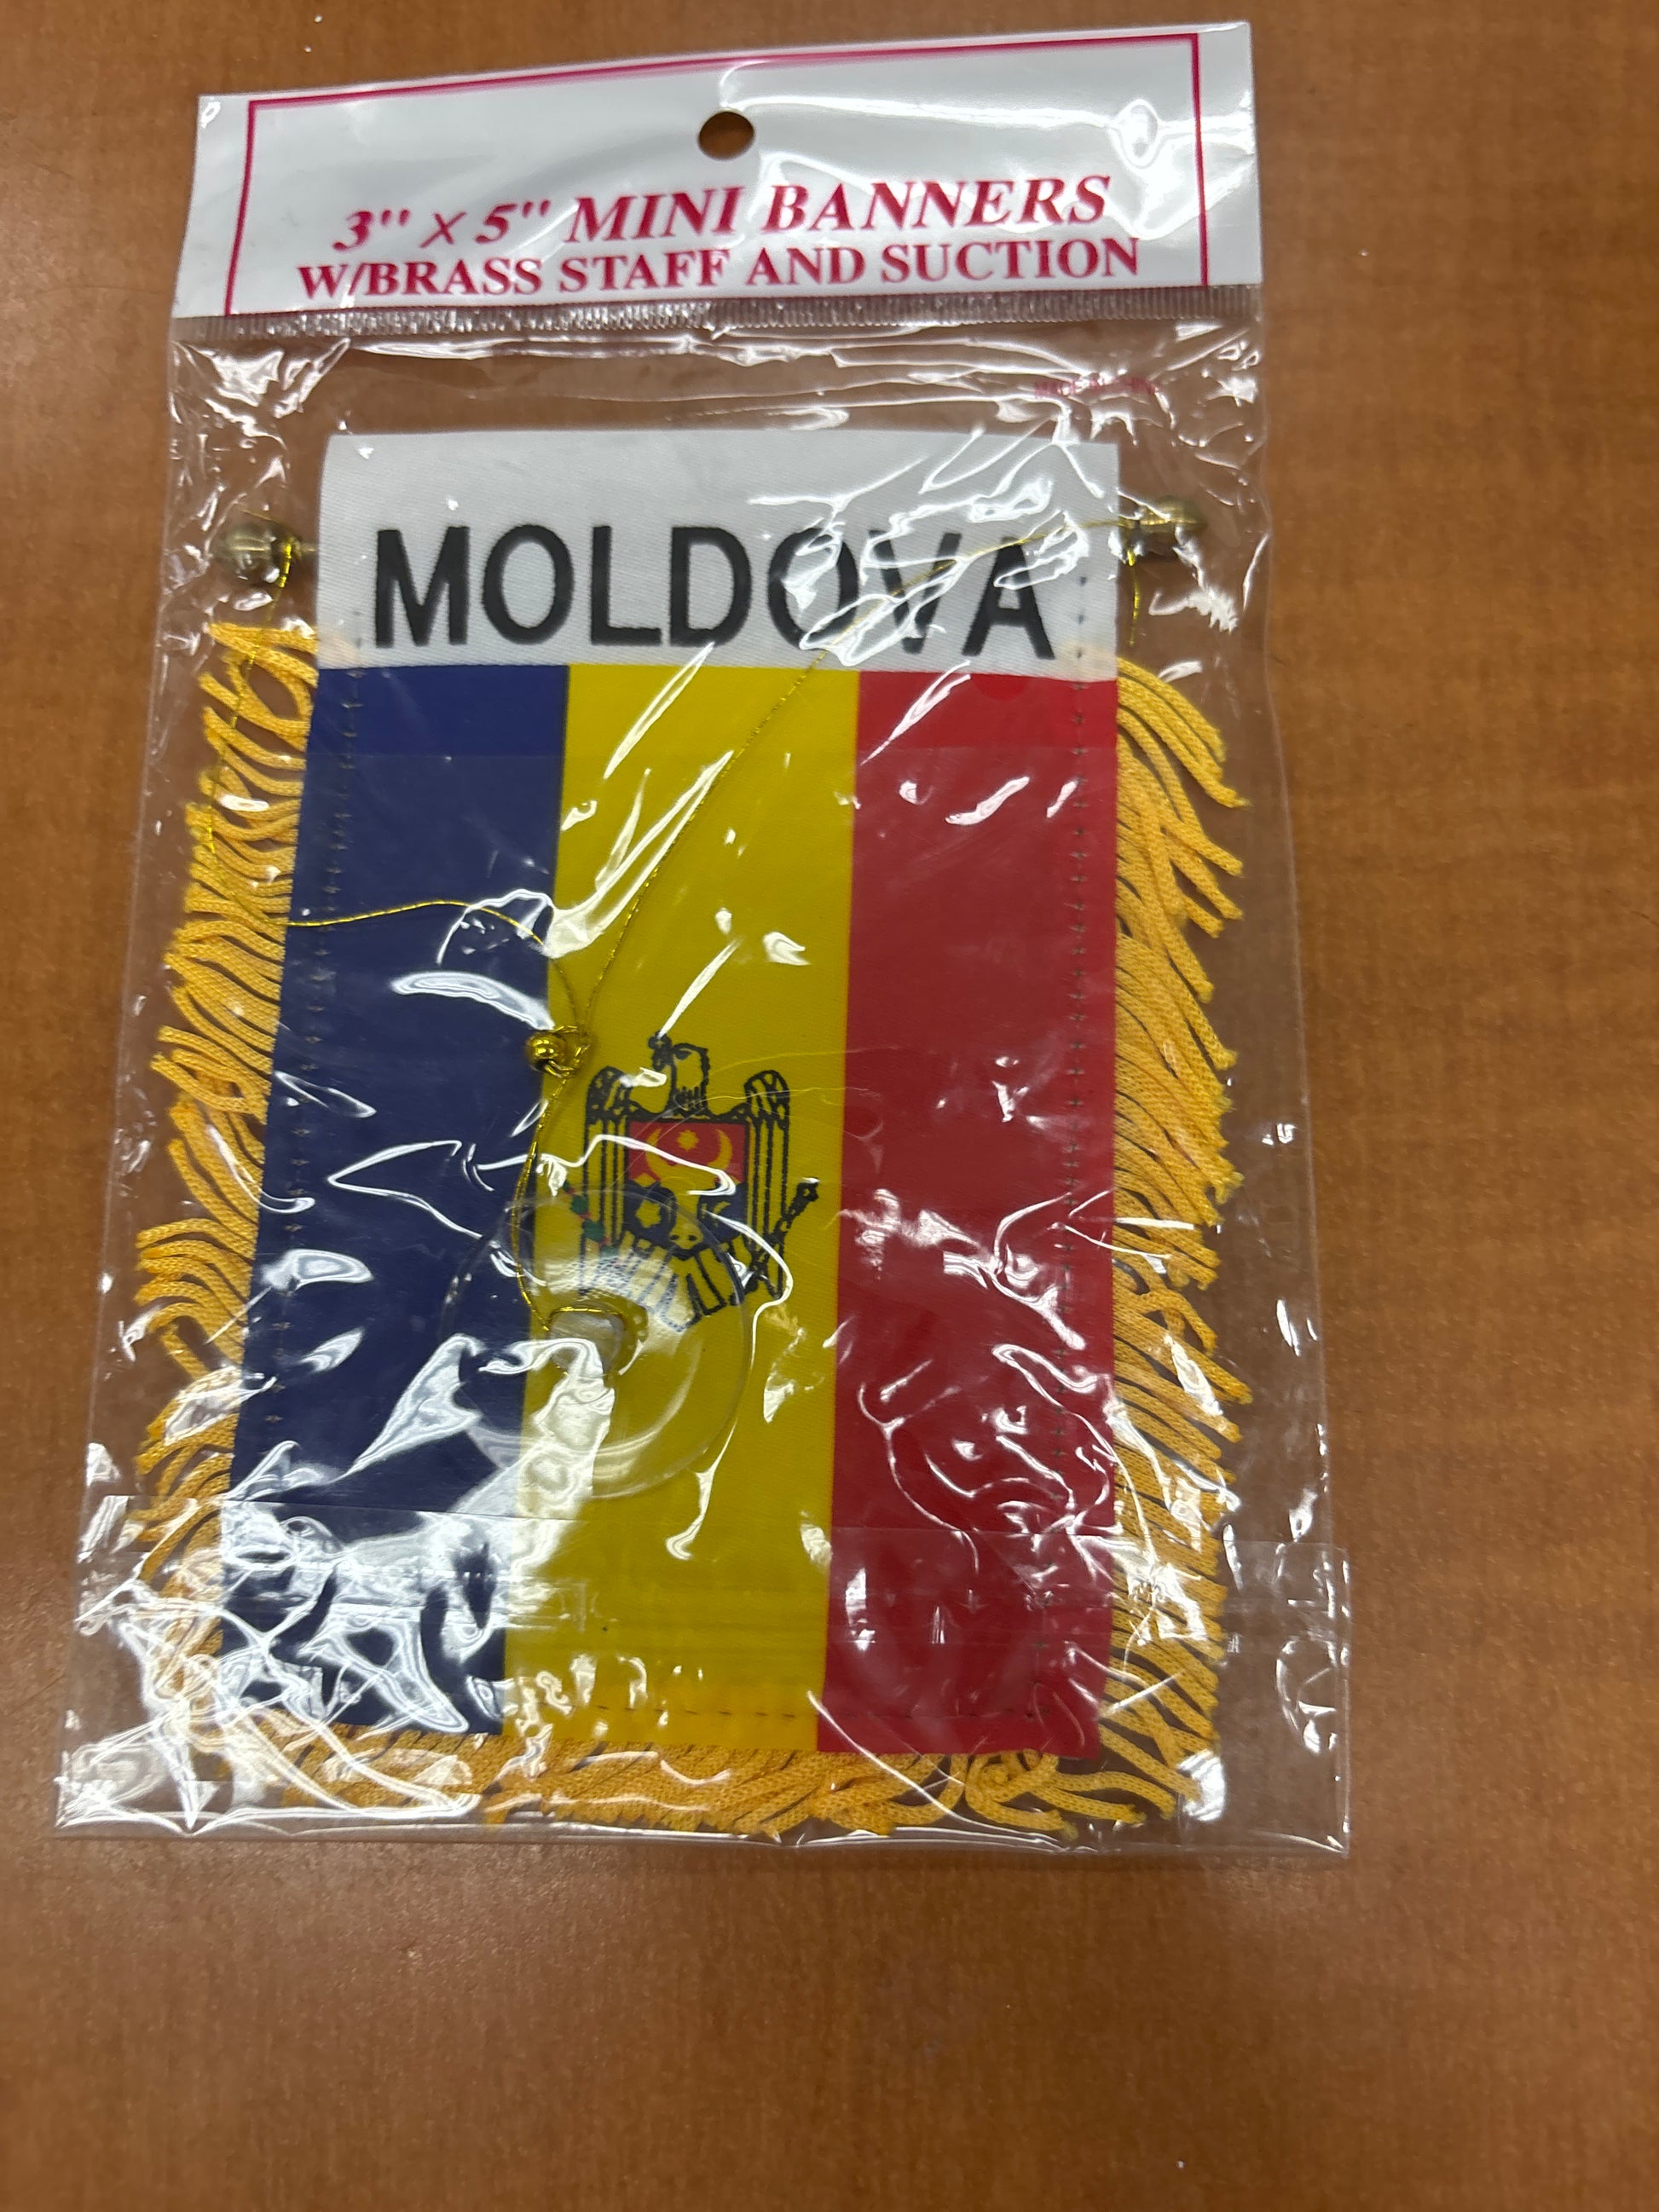 3" X 5" MINI BANNERS
W/BRASS STAFF AND SUCTION
MOLDOVA